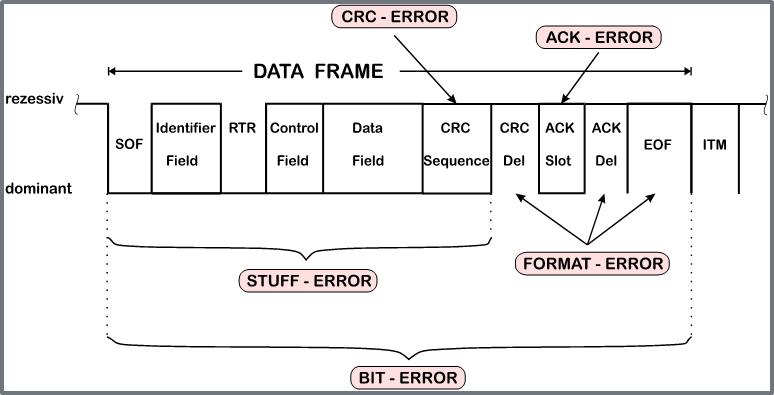 CRC - ERROR
ACK - ERROR
DATA FRAME
rezessiv
SOF
Identifier
Field
RTR
Control
Field
Data
Field
CRC
Sequence
CRC
Del
ACK
Slot
ACK
Del
EOF
ITM
dominant
STUFF - ERROR
FORMAT - ERROR
BIT - ERROR